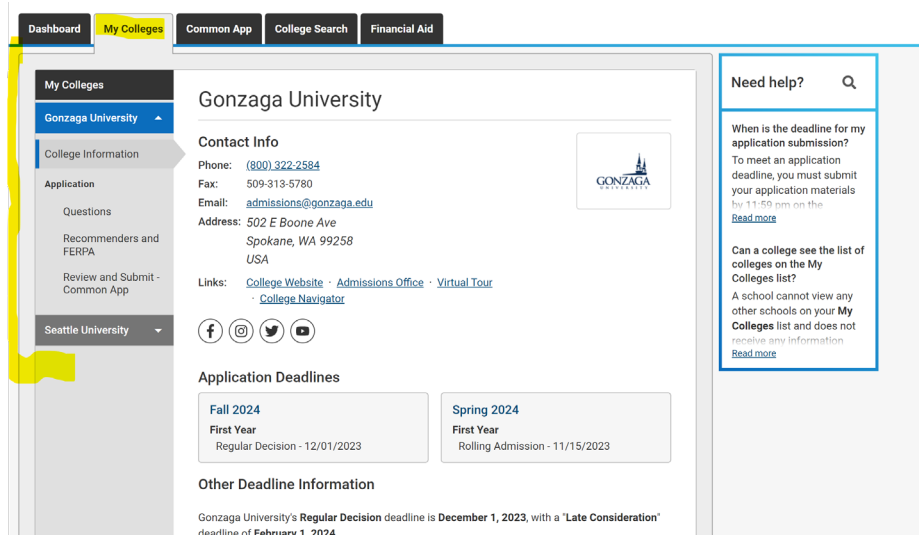 Dashboard
My Colleges
Common App
College Search
Financial Aid
My Colleges
Gonzaga University
College Information
Application
Questions
Recommenders and
FERPA
Review and Submit -
Common App
Seattle University
Gonzaga University
Contact Info
Phone: (800) 322-2584
Fax: 509-313-5780
Email: admissions@gonzaga.edu
Address: 502 E Boone Ave
Spokane, WA 99258
USA
Links: College Website · Admissions Office · Virtual Tour
· College Navigator
GONZAGA
UNIVERSITY
Application Deadlines
Fall 2024
First Year
Regular Decision - 12/01/2023
Spring 2024
First Year
Rolling Admission - 11/15/2023
Other Deadline Information
Gonzaga University's Regular Decision deadline is December 1, 2023, with a "Late Consideration"
deadline of February 1, 2024
Need help?
When is the deadline for my
application submission?
To meet an application
deadline, you must submit
your application materials
by 11:59 pm on the
Read more
Can a college see the list of
colleges on the My
Colleges list?
A school cannot view any
other schools on your My
Colleges list and does not
receive any information
Read more